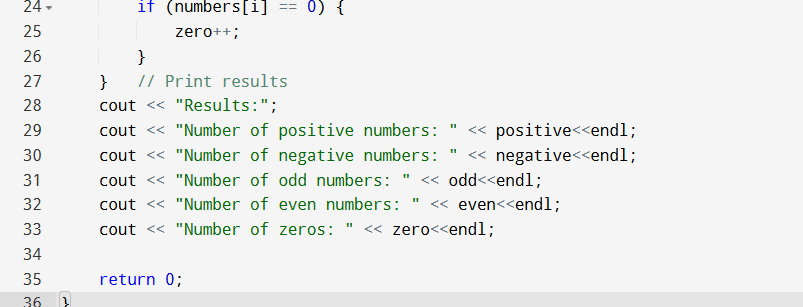 24 if (numbers[i] == 0) {
25 zero++;
26 }
27 } // Print results
28 cout << "Results:";
29 cout << "Number of positive numbers: " << positive<<endl;
30 cout << "Number of negative numbers: " << negative<<endl;
31 cout << "Number of odd numbers: " << odd<<endl;
32 cout << "Number of even numbers: " << even<<endl;
33 cout << "Number of zeros: " << zero<<endl;
34
35 return 0;
36 }